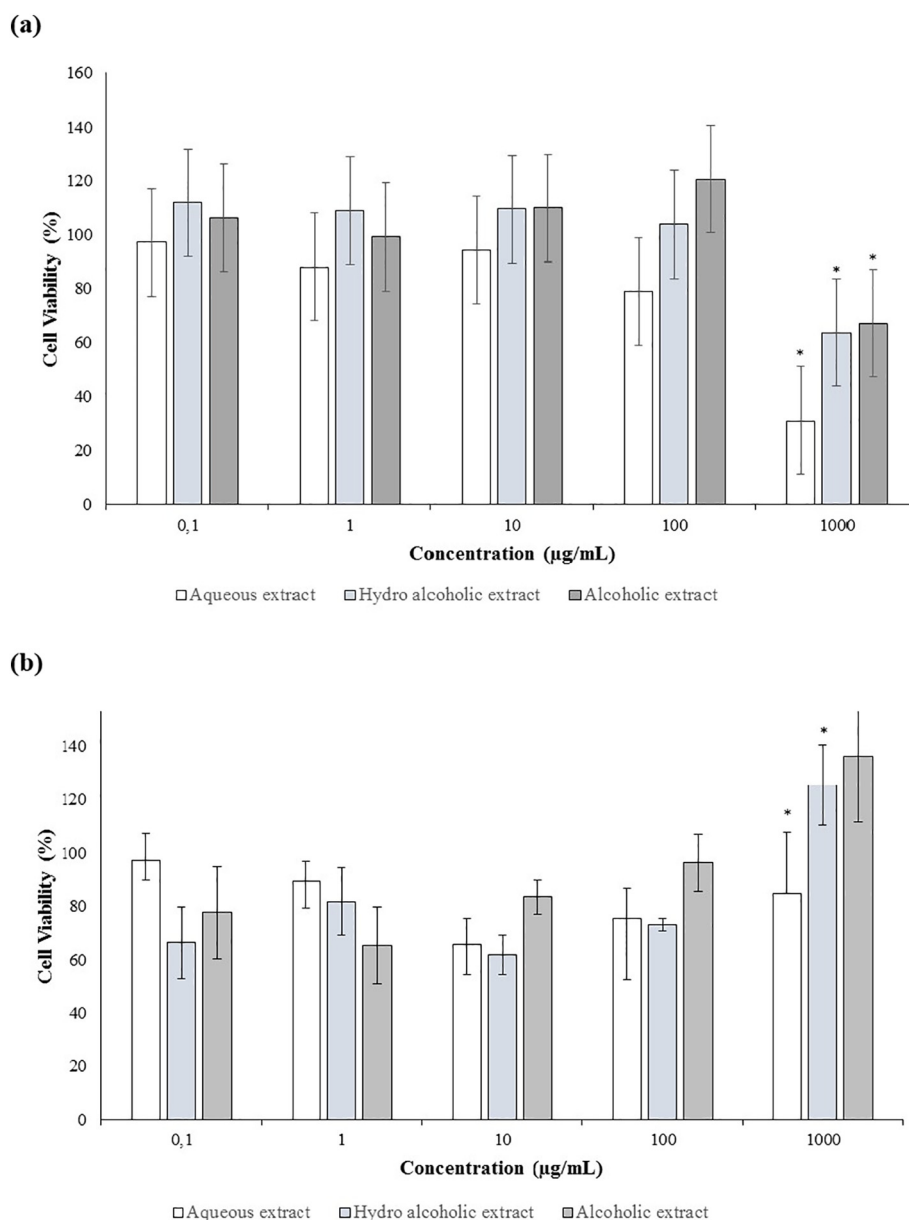 (a)
160
140
120
100
80
60
40
20
0
Cell Viability (%)
* * *
0,1 1 10 100 1000
Concentration (µg/mL)
Aqueous extract Hydro alcoholic extract Alcoholic extract
(b)
140
120
100
80
60
40
20
0
Cell Viability (%)
* *
0,1 1 10 100 1000
Concentration (µg/mL)
Aqueous extract Hydro alcoholic extract Alcoholic extract